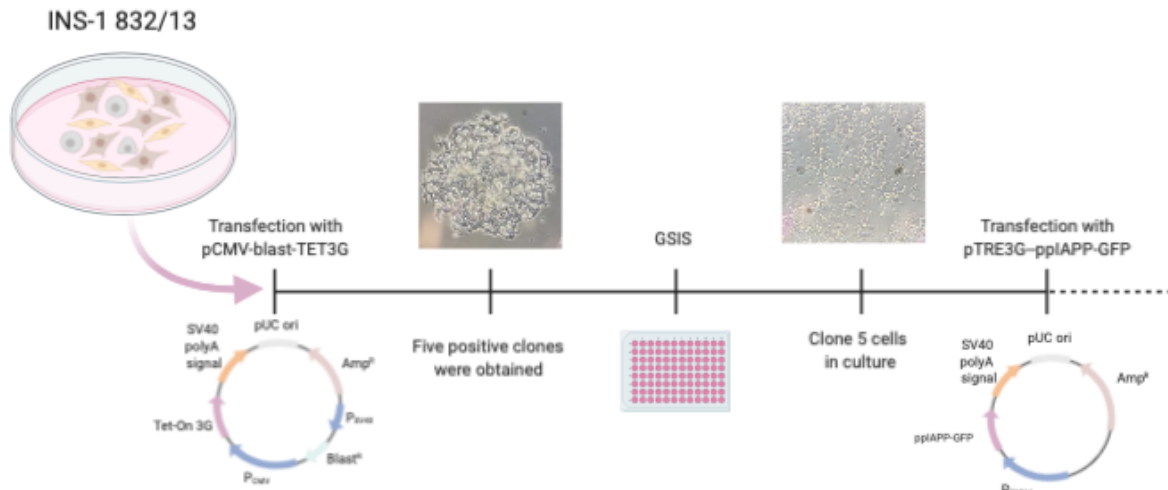 INS-1 832/13
Transfection with
pCMV-blast-TET3G
GSIS
Transfection with
pTRE3G–ppIAPP-GFP
Five positive clones
were obtained
Clone 5 cells
in culture
pUC ori
SV40
polyA
signal
Amp^R
Tet-On 3G
P_SV40
Blast^R
P_CMV
pUC ori
SV40
polyA
signal
Amp^R
ppIAPP-GFP